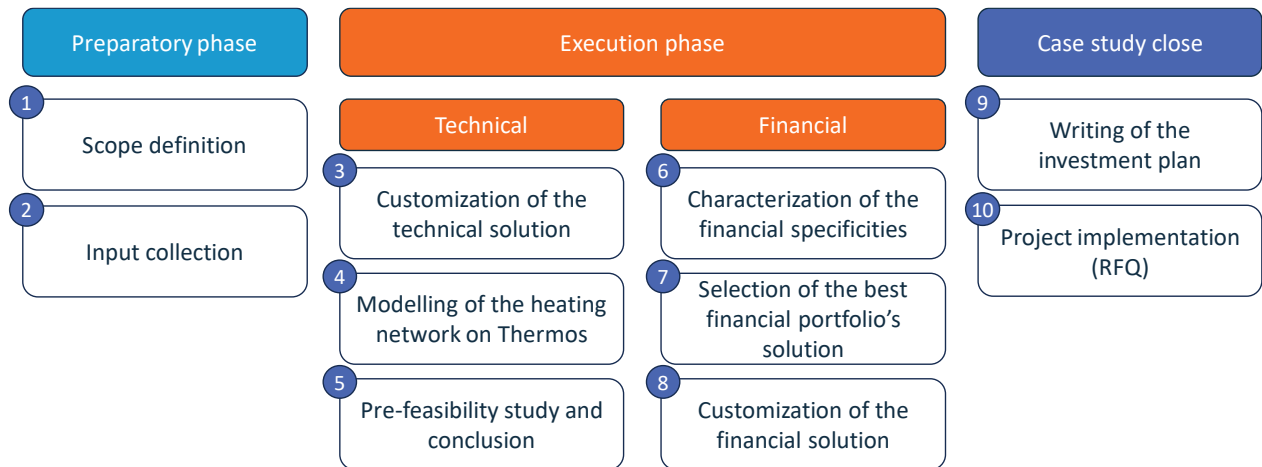 Preparatory phase
1
Scope definition
2
Input collection
Execution phase
Technical
3
Customization of the
technical solution
4
Modelling of the heating
network on Thermos
5
Pre-feasibility study and
conclusion
Financial
6
Characterization of the
financial specificities
7
Selection of the best
financial portfolio’s
solution
8
Customization of the
financial solution
Case study close
9
Writing of the
investment plan
10
Project implementation
(RFQ)